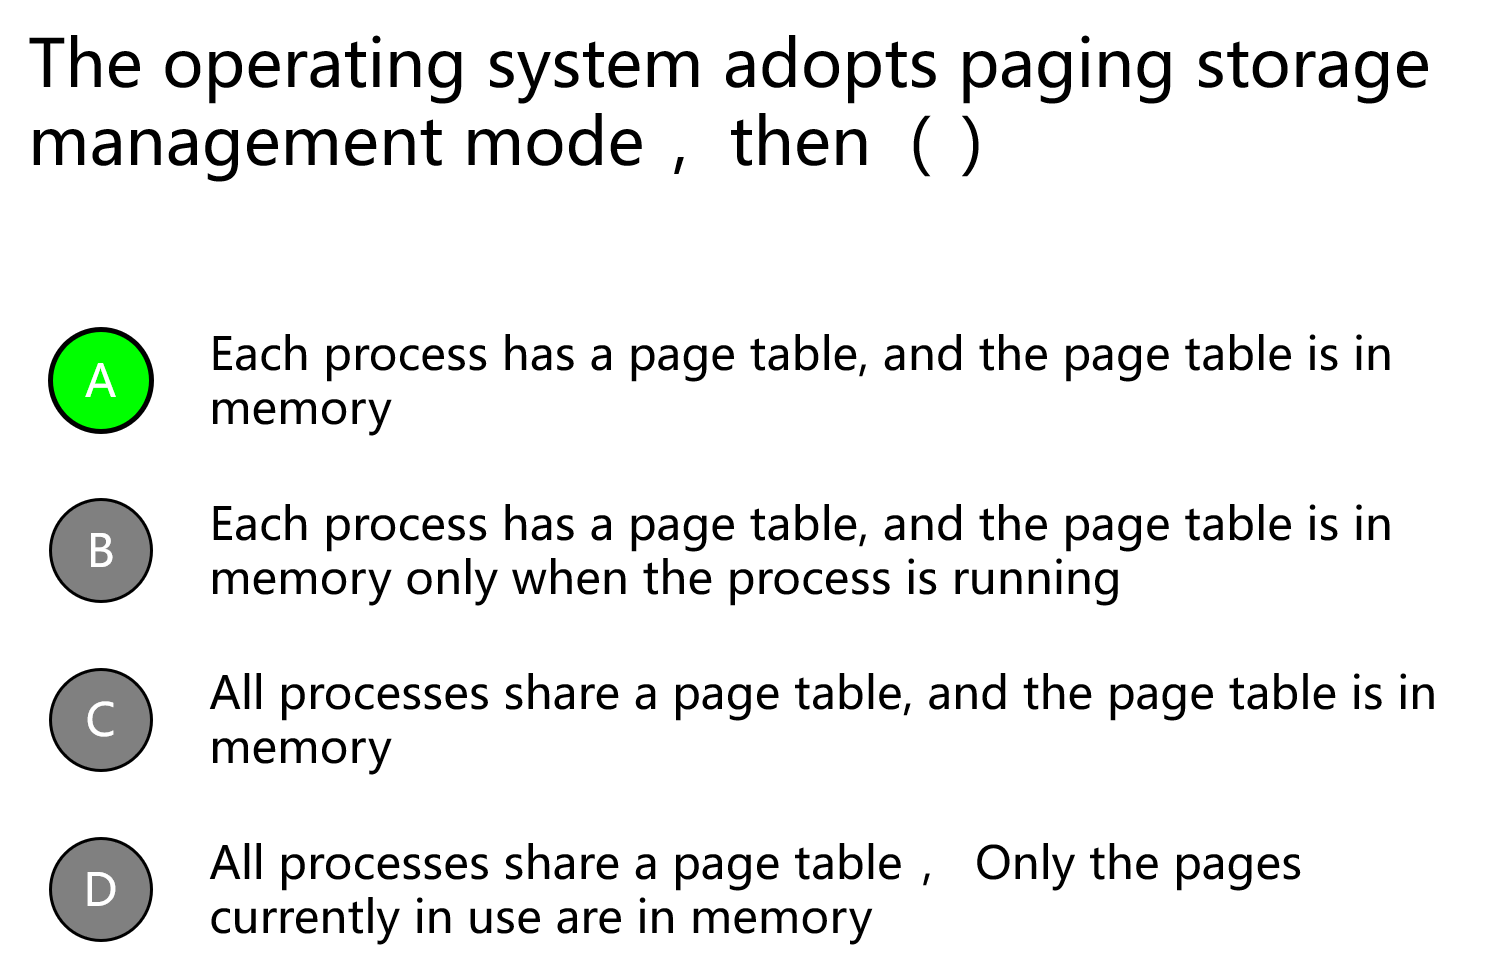 The operating system adopts paging storage
management mode， then（）
A
Each process has a page table, and the page table is in
memory
B
Each process has a page table, and the page table is in
memory only when the process is running
C
All processes share a page table, and the page table is in
memory
D
All processes share a page table， Only the pages
currently in use are in memory